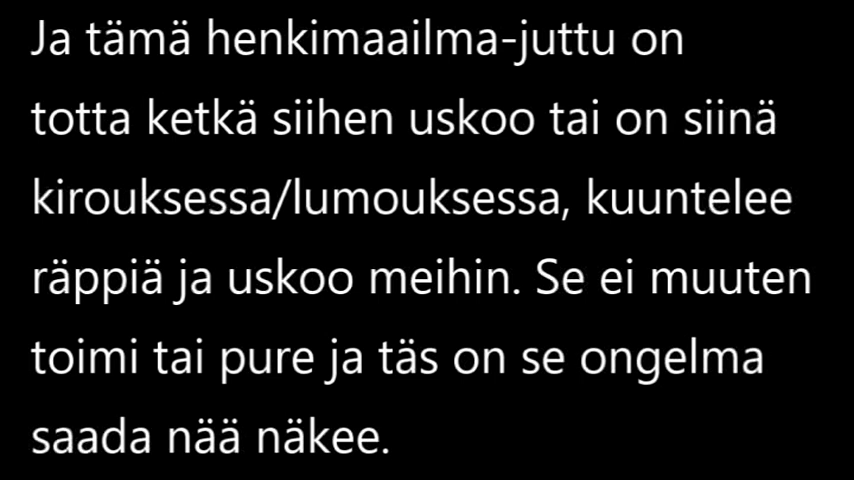 Ja tämä henkimaailma-juttu on
totta ketkä siihen uskoo tai on siinä
kirouksessa/lumouksessa, kuuntelee
räppiä ja uskoo meihin. Se ei muuten
toimi tai pure ja täs on se ongelma
saada nää näkee.